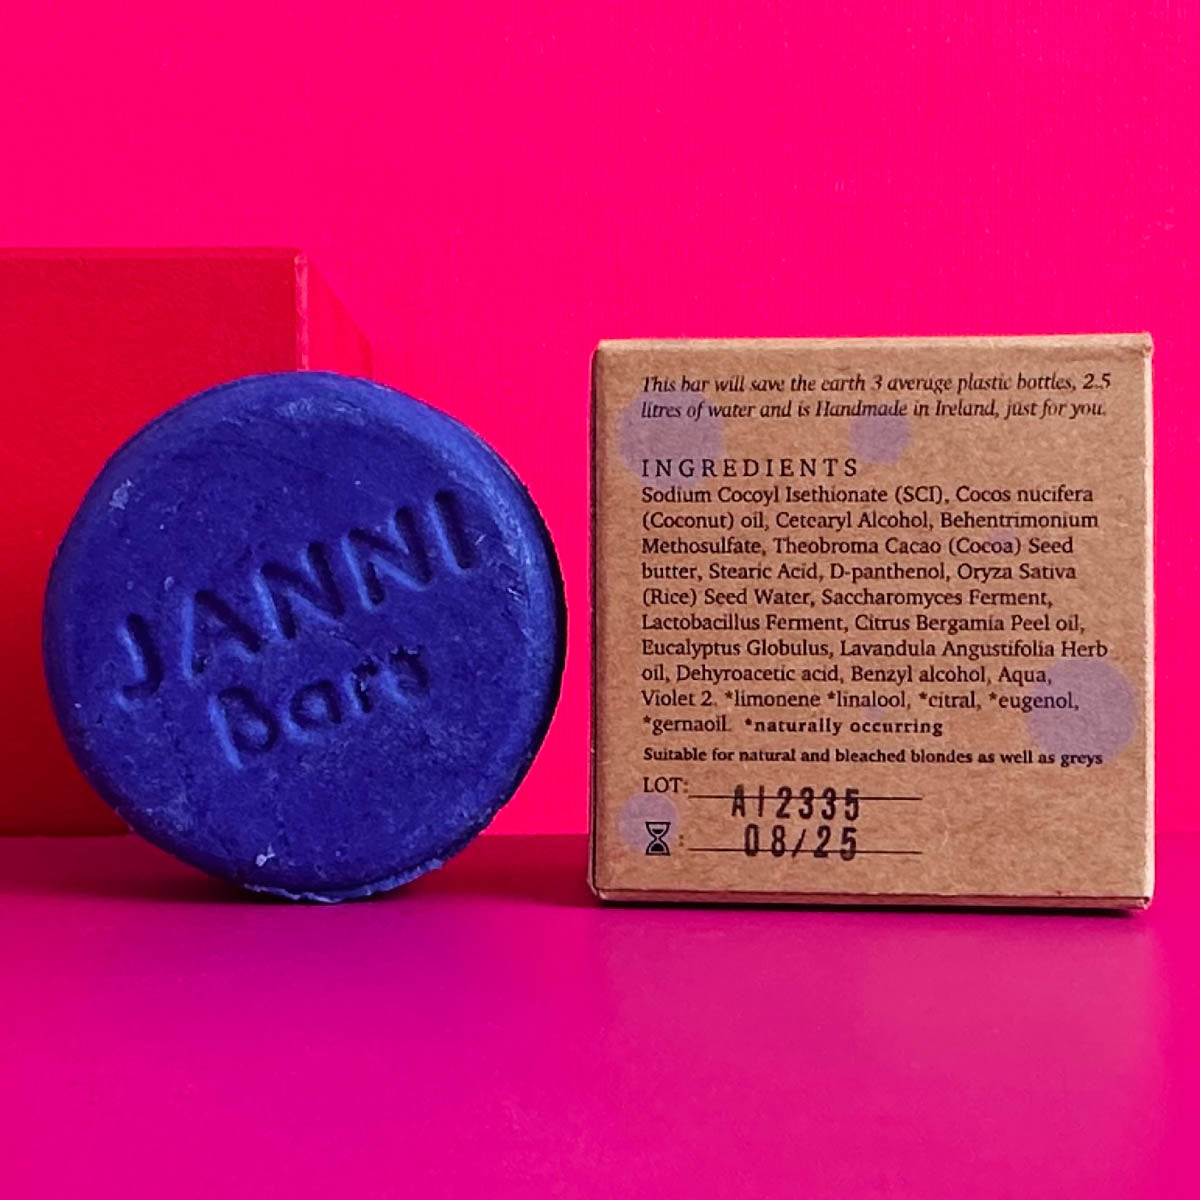 JANNI
Bars
This bar will save the earth 3 average plastic bottles, 2.5
litres of water and is Handmade in Ireland, just for you.
INGREDIENTS
Sodium Cocoyl Isethionate (SCI), Cocos nucifera
(Coconut) oil, Cetearyl Alcohol, Behentrimonium
Methosulfate, Theobroma Cacao (Cocoa) Seed
butter, Stearic Acid, D-panthenol, Oryza Sativa
(Rice) Seed Water, Saccharomyces Ferment,
Lactobacillus Ferment, Citrus Bergamia Peel oil,
Eucalyptus Globulus, Lavandula Angustifolia Herb
oil, Dehyroacetic acid, Benzyl alcohol, Aqua,
Violet 2. *limonene *linalool, *citral, *eugenol,
*gernaoil. *naturally occurring
Suitable for natural and bleached blondes as well as greys
LOT: A12335
: 08/25